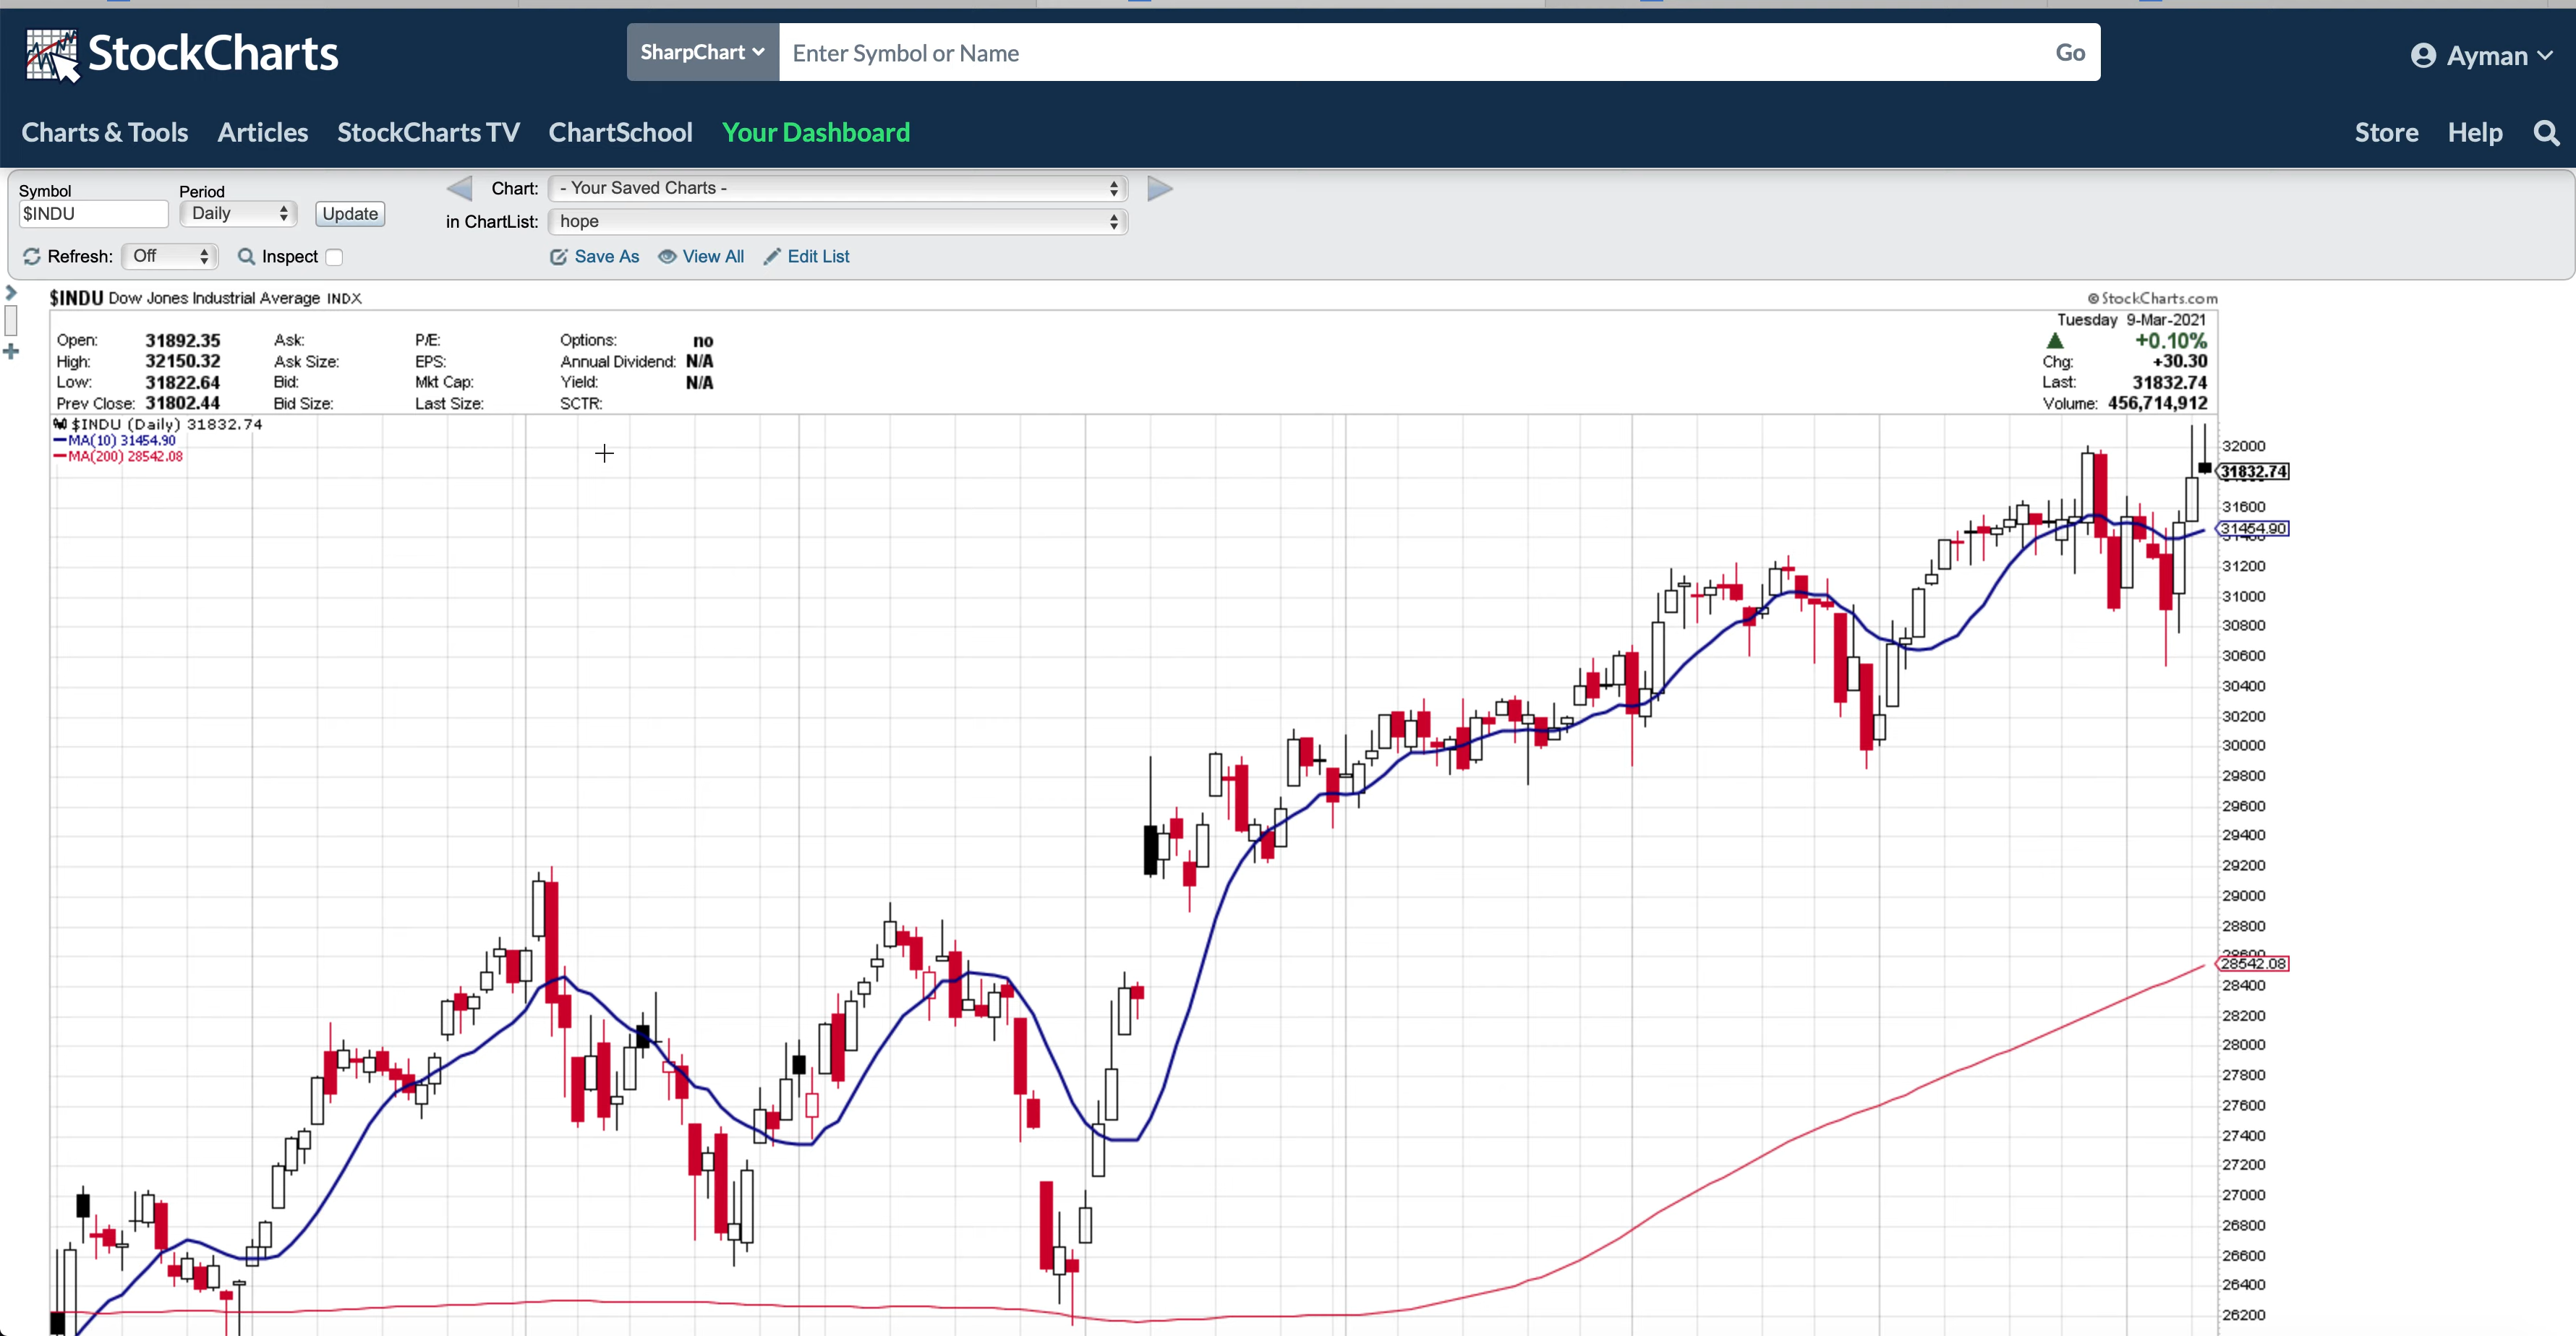 StockCharts
SharpChart Enter Symbol or Name Go
Ayman
Charts & Tools Articles StockCharts TV ChartSchool Your Dashboard Store Help
Symbol Period
$INDU Daily Update
Chart: - Your Saved Charts -
in ChartList: hope
Refresh: Off Inspect Save As View All Edit List
$INDU Dow Jones Industrial Average INDX © StockCharts.com
Tuesday 9-Mar-2021
Open: 31892.35 Ask: P/E: Options: no +0.10%
High: 32150.32 Ask Size: EPS: Annual Dividend: N/A Chg: +30.30
Low: 31822.64 Bid: Mkt Cap: Yield: N/A Last: 31832.74
Prev Close: 31802.44 Bid Size: Last Size: SCTR: Volume: 456,714,912
$INDU (Daily) 31832.74
MA(10) 31454.90
MA(200) 28542.08
32000
31832.74
31600
31454.90
31200
31000
30800
30600
30400
30200
30000
29800
29600
29400
29200
29000
28800
28542.08
28400
28200
28000
27800
27600
27400
27200
27000
26800
26600
26400
26200